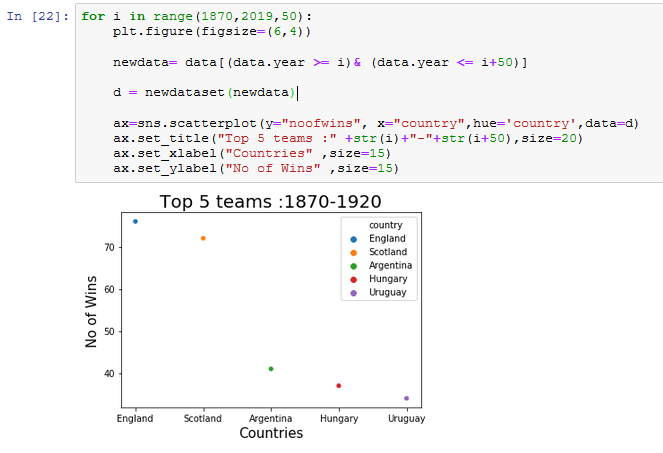 In [22]: for i in range(1870,2019,50):
plt.figure(figsize=(6,4))
newdata= data[(data.year >= i)& (data.year <= i+50)]
d = newdataset(newdata)
ax=sns.scatterplot(y="noofwins", x="country",hue='country',data=d)
ax.set_title("Top 5 teams :" +str(i)+"-"+str(i+50),size=20)
ax.set_xlabel("Countries" ,size=15)
ax.set_ylabel("No of Wins" ,size=15)
Top 5 teams :1870-1920
country
England
Scotland
Argentina
Hungary
Uruguay
No of Wins
70
60
50
40
England Scotland Argentina Hungary Uruguay
Countries